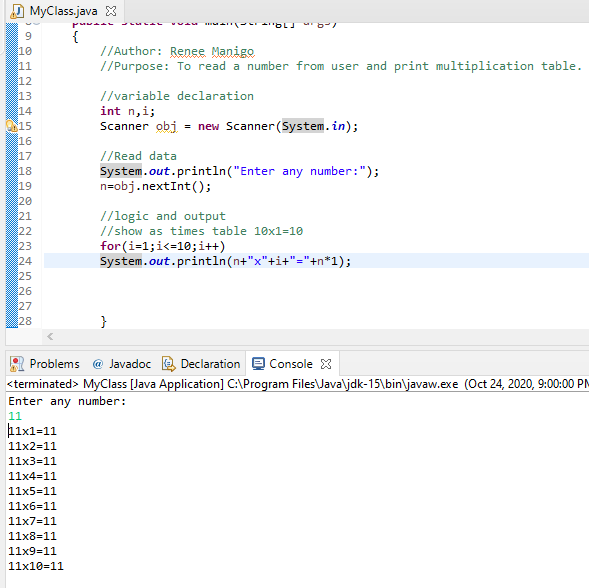 MyClass.java
public static void main(String[] args)
9 {
10 //Author: Renee Manigo
11 //Purpose: To read a number from user and print multiplication table.
12
13 //variable declaration
14 int n,i;
15 Scanner obj = new Scanner(System.in);
16
17 //Read data
18 System.out.println("Enter any number:");
19 n=obj.nextInt();
20
21 //logic and output
22 //show as times table 10x1=10
23 for(i=1;i<=10;i++)
24 System.out.println(n+"x"+i+"="+n*1);
25
26
27
28 }
Problems @ Javadoc Declaration Console
<terminated> MyClass [Java Application] C:\Program Files\Java\jdk-15\bin\javaw.exe (Oct 24, 2020, 9:00:00 PM
Enter any number:
11
11x1=11
11x2=11
11x3=11
11x4=11
11x5=11
11x6=11
11x7=11
11x8=11
11x9=11
11x10=11